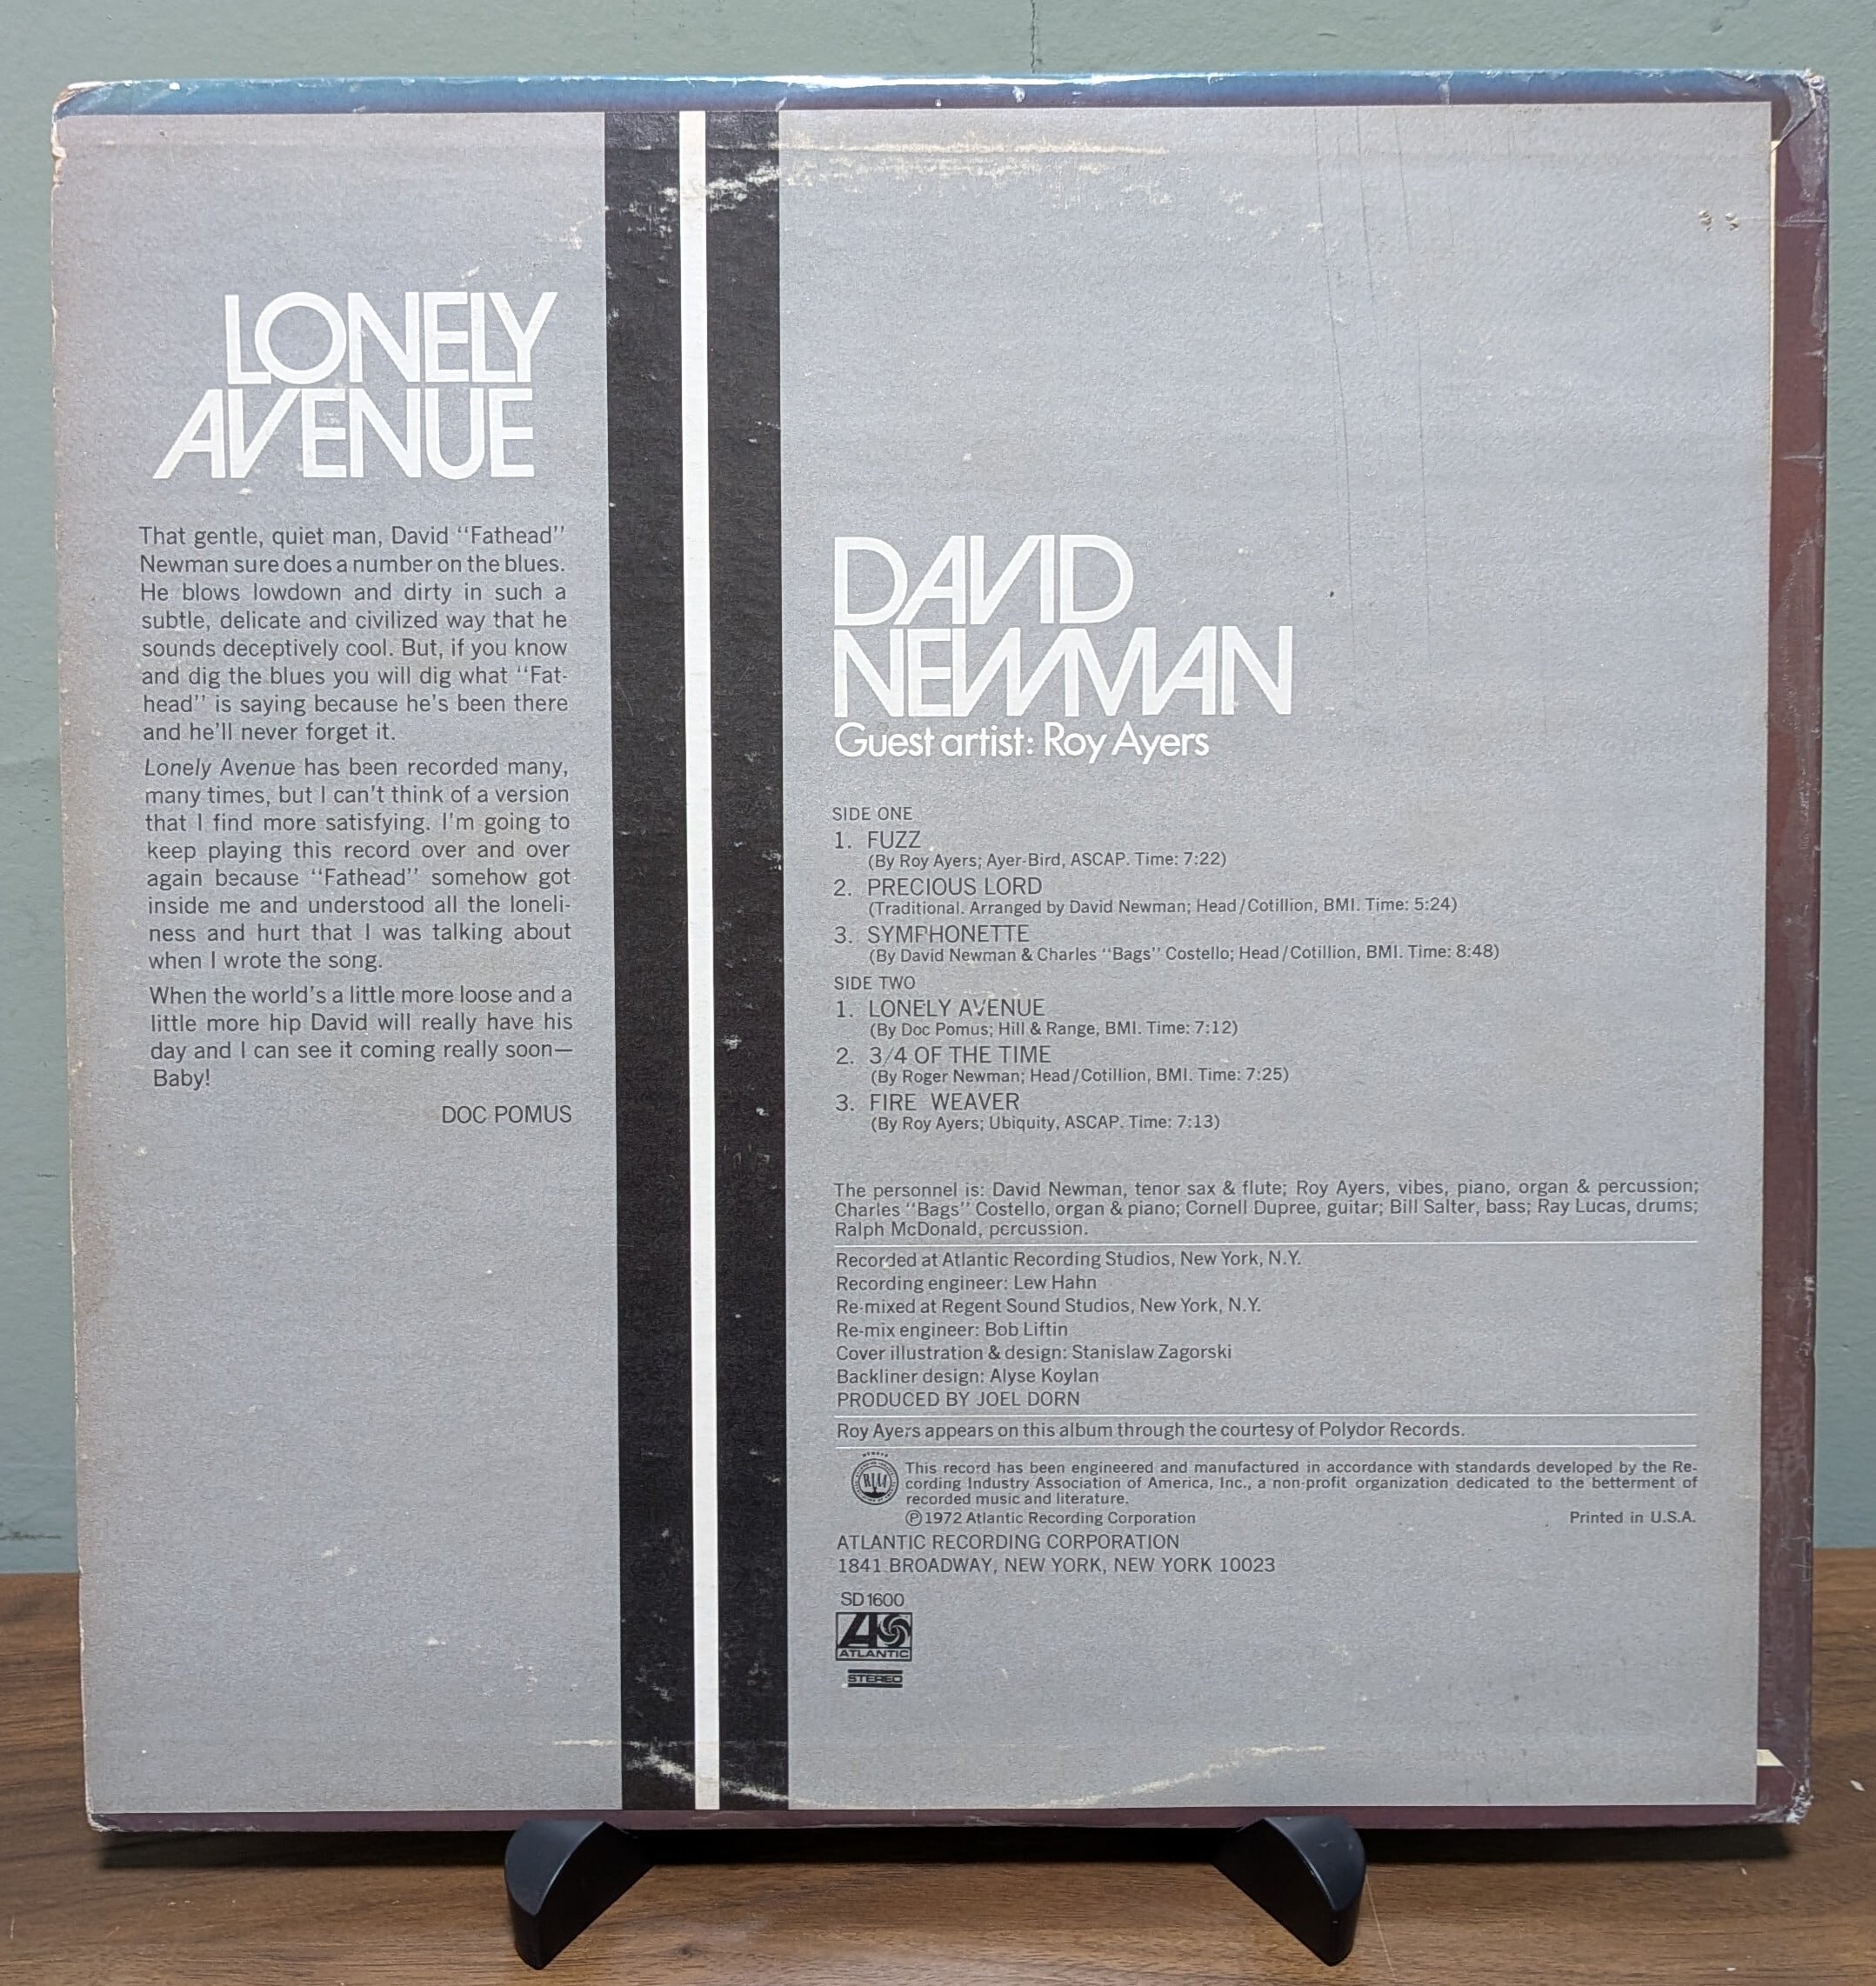 LONELY
AVENUE
That gentle, quiet man, David "Fathead"
Newman sure does a number on the blues.
He blows lowdown and dirty in such a
subtle, delicate and civilized way that he
sounds deceptively cool. But, if you know
and dig the blues you will dig what "Fat-
head" is saying because he's been there
and he'll never forget it.
Lonely Avenue has been recorded many,
many times, but I can't think of a version
that I find more satisfying. I'm going to
keep playing this record over and over
again because "Fathead" somehow got
inside me and understood all the loneli-
ness and hurt that I was talking about
when I wrote the song.
When the world's a little more loose and a
little more hip David will really have his
day and I can see it coming really soon—
Baby!
DOC POMUS
DAVID
NEWMAN
Guest artist: Roy Ayers
SIDE ONE
1. FUZZ
(By Roy Ayers; Ayer-Bird, ASCAP. Time: 7:22)
2. PRECIOUS LORD
(Traditional. Arranged by David Newman; Head/Cotillion, BMI. Time: 5:24)
3. SYMPHONETTE
(By David Newman & Charles "Bags" Costello; Head/Cotillion, BMI. Time: 8:48)
SIDE TWO
1. LONELY AVENUE
(By Doc Pomus; Hill & Range, BMI. Time: 7:12)
2. 3/4 OF THE TIME
(By Roger Newman; Head/Cotillion, BMI. Time: 7:25)
3. FIRE WEAVER
(By Roy Ayers; Ubiquity, ASCAP. Time: 7:13)
The personnel is: David Newman, tenor sax & flute; Roy Ayers, vibes, piano, organ & percussion;
Charles "Bags" Costello, organ & piano; Cornell Dupree, guitar; Bill Salter, bass; Ray Lucas, drums;
Ralph McDonald, percussion.
Recorded at Atlantic Recording Studios, New York, N.Y.
Recording engineer: Lew Hahn
Re-mixed at Regent Sound Studios, New York, N.Y.
Re-mix engineer: Bob Liftin
Cover illustration & design: Stanislaw Zagorski
Backliner design: Alyse Koylan
PRODUCED BY JOEL DORN
Roy Ayers appears on this album through the courtesy of Polydor Records.
RIAA
This record has been engineered and manufactured in accordance with standards developed by the Re-
cording Industry Association of America, Inc., a non-profit organization dedicated to the betterment of
recorded music and literature.
℗1972 Atlantic Recording Corporation Printed in U.S.A.
ATLANTIC RECORDING CORPORATION
1841 BROADWAY, NEW YORK, NEW YORK 10023
SD 1600
ATLANTIC
STEREO